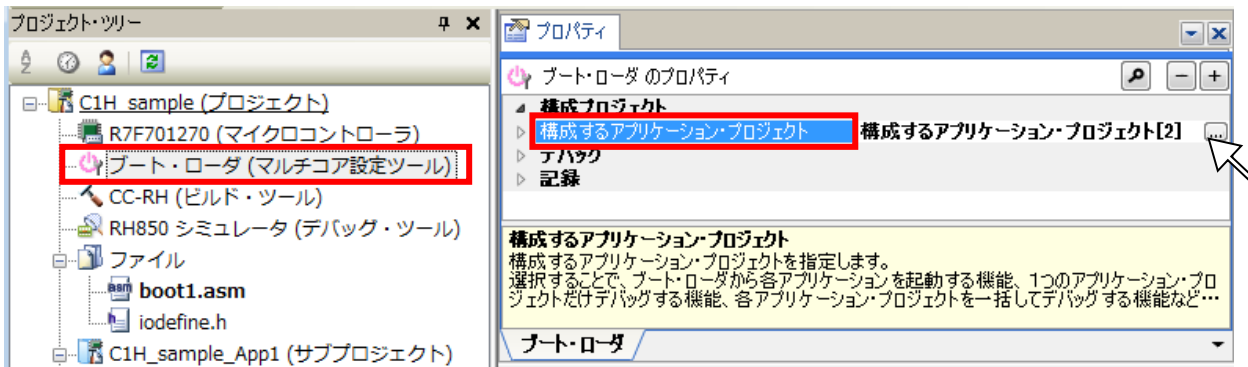 プロジェクト・ツリー
C1H_sample (プロジェクト)
R7F701270 (マイクロコントローラ)
ブート・ローダ (マルチコア設定ツール)
CC-RH (ビルド・ツール)
RH850 シミュレータ (デバッグ・ツール)
ファイル
boot1.asm
iodefine.h
C1H_sample_App1 (サブプロジェクト)
プロパティ
ブート・ローダ のプロパティ
構成プロジェクト
構成するアプリケーション・プロジェクト 構成するアプリケーション・プロジェクト[2] ...
デバッグ
記録
構成するアプリケーション・プロジェクト
構成するアプリケーション・プロジェクトを指定します。
選択することで、ブート・ローダから各アプリケーションを起動する機能、1つのアプリケーション・プロ
ジェクトだけデバッグする機能、各アプリケーション・プロジェクトを一括してデバッグする機能など…
ブート・ローダ